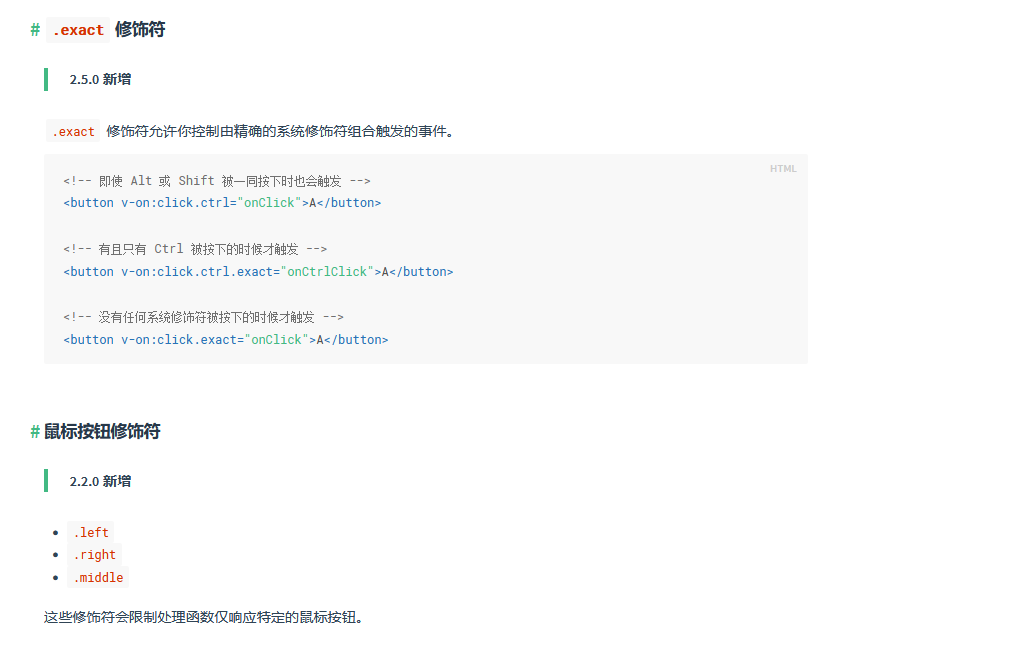 # .exact 修饰符
2.5.0 新增
.exact 修饰符允许你控制由精确的系统修饰符组合触发的事件。
HTML
<!-- 即使 Alt 或 Shift 被一同按下时也会触发 -->
<button v-on:click.ctrl="onClick">A</button>
<!-- 有且只有 Ctrl 被按下的时候才触发 -->
<button v-on:click.ctrl.exact="onCtrlClick">A</button>
<!-- 没有任何系统修饰符被按下的时候才触发 -->
<button v-on:click.exact="onClick">A</button>
# 鼠标按钮修饰符
2.2.0 新增
• .left
• .right
• .middle
这些修饰符会限制处理函数仅响应特定的鼠标按钮。